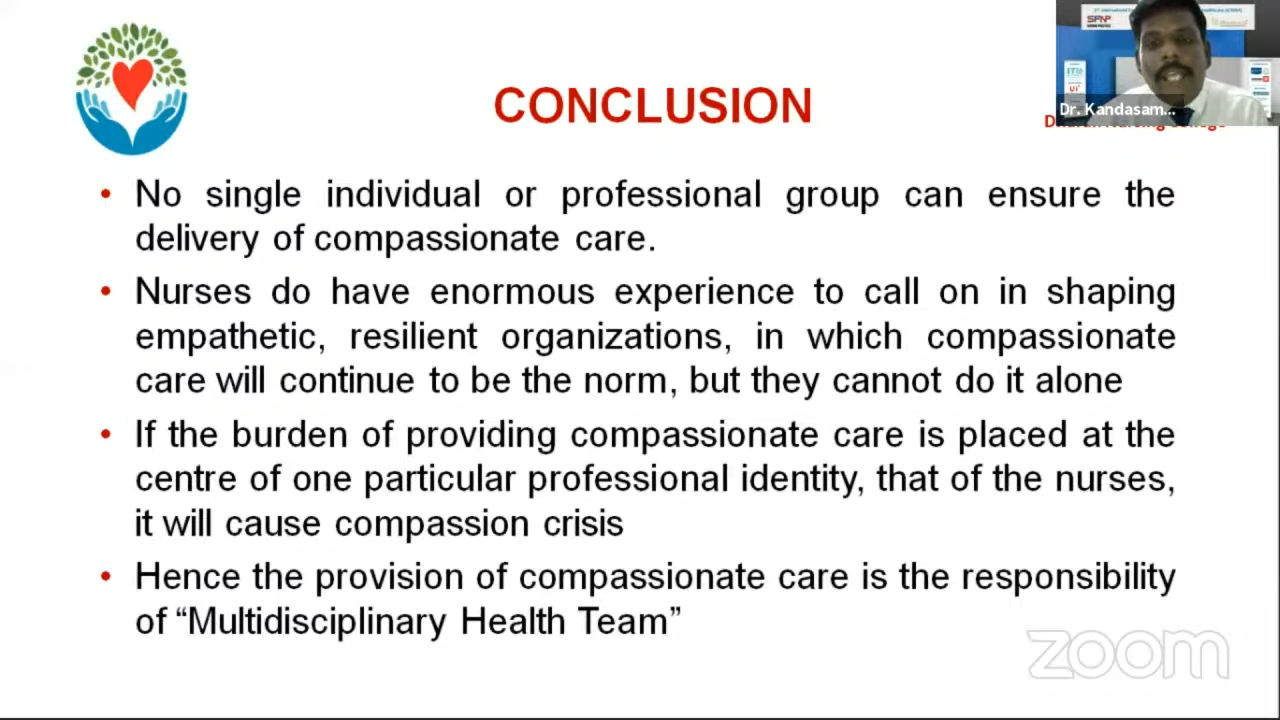 CONCLUSION
Dr. Kandasam...
Nursing College
• No single individual or professional group can ensure the
delivery of compassionate care.
• Nurses do have enormous experience to call on in shaping
empathetic, resilient organizations, in which compassionate
care will continue to be the norm, but they cannot do it alone
• If the burden of providing compassionate care is placed at the
centre of one particular professional identity, that of the nurses,
it will cause compassion crisis
• Hence the provision of compassionate care is the responsibility
of “Multidisciplinary Health Team”
zoom